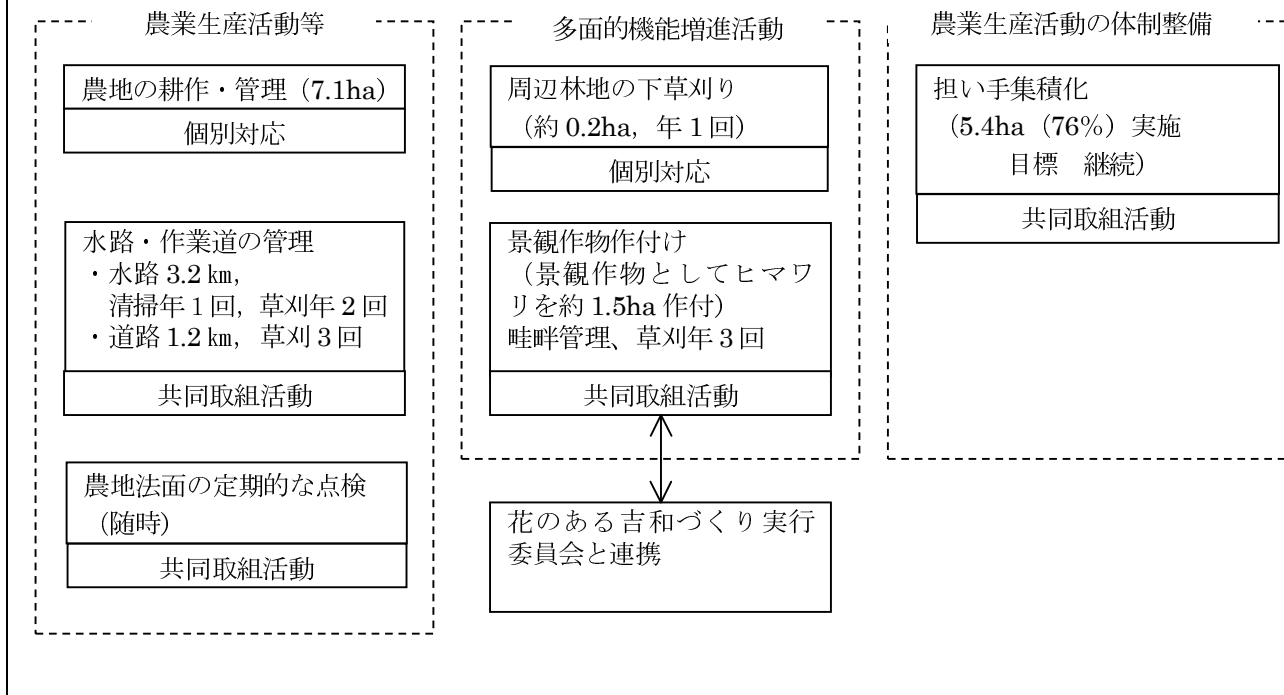 農業生産活動等
農地の耕作・管理（7.1ha）
個別対応
水路・作業道の管理
・水路 3.2 ㎞，
清掃年 1 回，草刈年 2 回
・道路 1.2 ㎞，草刈 3 回
共同取組活動
農地法面の定期的な点検
（随時）
共同取組活動
多面的機能増進活動
周辺林地の下草刈り
（約 0.2ha，年 1 回）
個別対応
景観作物作付け
（景観作物としてヒマワ
リを約 1.5ha 作付）
畦畔管理、草刈年 3 回
共同取組活動
花のある吉和づくり実行
委員会と連携
農業生産活動の体制整備
担い手集積化
（5.4ha（76%）実施
目標　継続）
共同取組活動